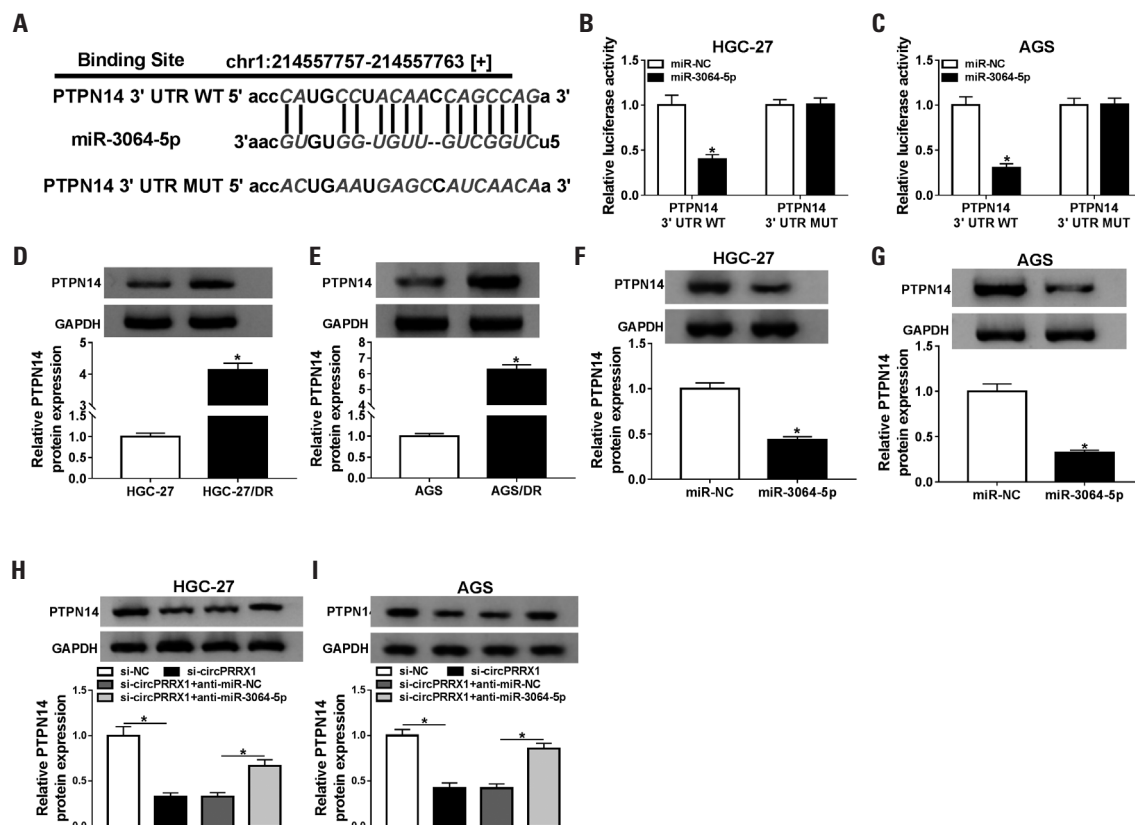 A
Binding Site chr1:214557757-214557763 [+]
PTPN14 3' UTR WT 5' accCAUGCCUACAACCAGCCAGa 3'
miR-3064-5p 3'aacGUGUGG-UGUU--GUCGGUCu5
PTPN14 3' UTR MUT 5' accACUGAAUGAGCCAUCAACAa 3'
B
HGC-27
miR-NC
miR-3064-5p
Relative luciferase activity
1.5
1.0
0.5
0.0
*
PTPN14
3' UTR WT
PTPN14
3' UTR MUT
C
AGS
miR-NC
miR-3064-5p
Relative luciferase activity
1.5
1.0
0.5
0.0
*
PTPN14
3' UTR WT
PTPN14
3' UTR MUT
D
PTPN14
GAPDH
Relative PTPN14
protein expression
5
4
3
1.5
1.0
0.5
0.0
*
HGC-27
HGC-27/DR
E
PTPN14
GAPDH
Relative PTPN14
protein expression
8
7
6
5
4
1.5
1.0
0.5
0.0
*
AGS
AGS/DR
F
HGC-27
PTPN14
GAPDH
Relative PTPN14
protein expression
1.5
1.0
0.5
0.0
*
miR-NC
miR-3064-5p
G
AGS
PTPN14
GAPDH
Relative PTPN14
protein expression
1.5
1.0
0.5
0.0
*
miR-NC
miR-3064-5p
H
HGC-27
PTPN14
GAPDH
si-NC si-circPRRX1
si-circPRRX1+anti-miR-NC
si-circPRRX1+anti-miR-3064-5p
Relative PTPN14
protein expression
1.5
1.0
0.5
0.0
*
*
I
AGS
PTPN14
GAPDH
si-NC si-circPRRX1
si-circPRRX1+anti-miR-NC
si-circPRRX1+anti-miR-3064-5p
Relative PTPN14
protein expression
1.5
1.0
0.5
0.0
*
*